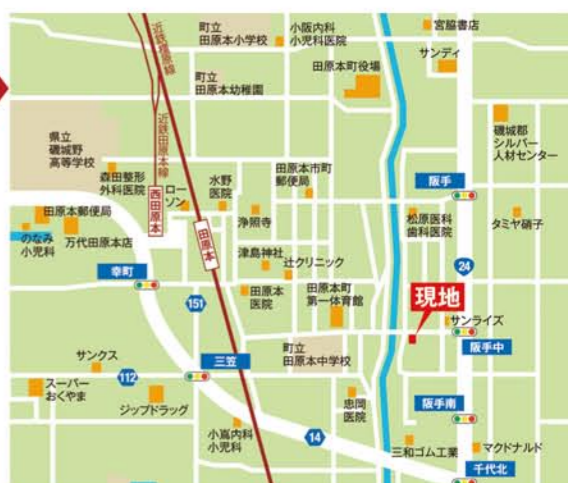 近鉄橿原線
町立
田原本小学校
小阪内科
小児科医院
宮脇書店
サンディ
田原本町役場
町立
田原本幼稚園
県立
磯城野
高等学校
近鉄田原本線
磯城郡
シルバー
人材センター
森田整形
外科医院
西田原本
ローソン
水野
医院
田原本市町
郵便局
阪手
田原本郵便局
浄照寺
松原医科
歯科医院
タミヤ硝子
のなみ
小児科
万代田原本店
田原本
津島神社
辻クリニック
24
幸町
151
田原本
医院
田原本町
第一体育館
現地
サンライズ
サンクス
三笠
町立
田原本中学校
阪手中
112
スーパー
おくやま
ジップドラッグ
忠岡
医院
阪手南
小嶌内科
小児科
14
三和ゴム工業
マクドナルド
千代北